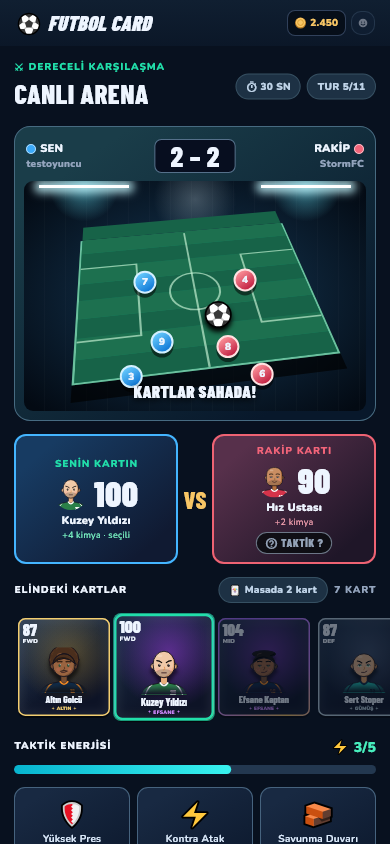 FUTBOL CARD
2.450
DERECELİ KARŞILAŞMA
CANLI ARENA
30 SN
TUR 5/11
SEN
testoyuncu
2 – 2
RAKİP
StormFC
7
4
9
8
3
6
KARTLAR SAHADA!
SENİN KARTIN
100
Kuzey Yıldızı
+4 kimya · seçili
VS
RAKİP KARTI
90
Hız Ustası
+2 kimya
TAKTİK ?
ELİNDEKİ KARTLAR
Masada 2 kart
7 KART
87
FWD
Altın Golcü
ALTIN
100
FWD
Kuzey Yıldızı
EFSANE
104
MID
Efsane Kaptan
EFSANE
87
DEF
Sert Stoper
GÜMÜŞ
TAKTİK ENERJİSİ
3/5
Yüksek Pres
Kontra Atak
Savunma Duvarı